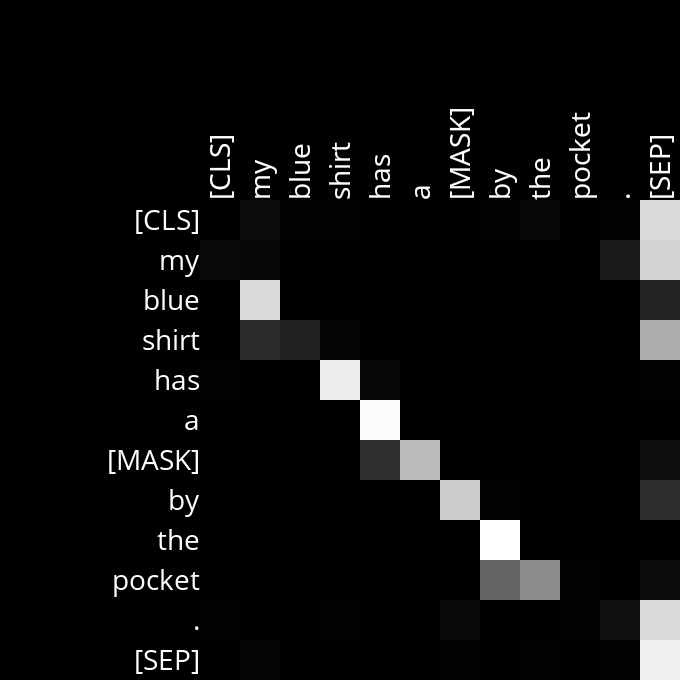 [CLS] my blue shirt has a [MASK] by the pocket . [SEP]
[CLS]
my
blue
shirt
has
a
[MASK]
by
the
pocket
.
[SEP]